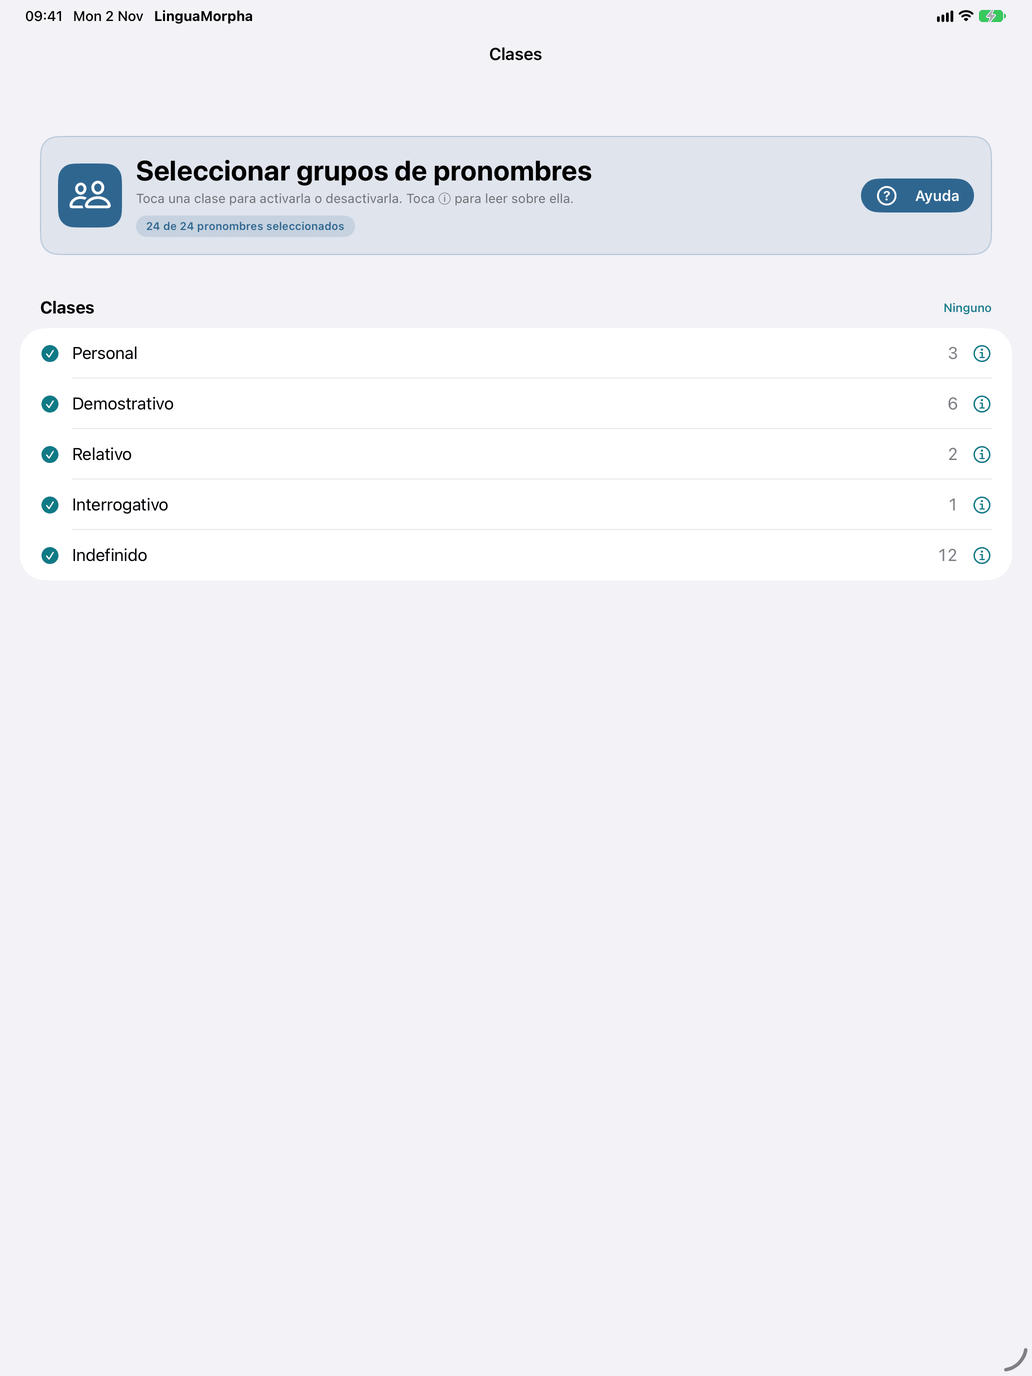 09:41 Mon 2 Nov LinguaMorpha
Clases
Seleccionar grupos de pronombres
Toca una clase para activarla o desactivarla. Toca ⓘ para leer sobre ella.
24 de 24 pronombres seleccionados
Ayuda
Clases Ninguno
Personal 3
Demostrativo 6
Relativo 2
Interrogativo 1
Indefinido 12